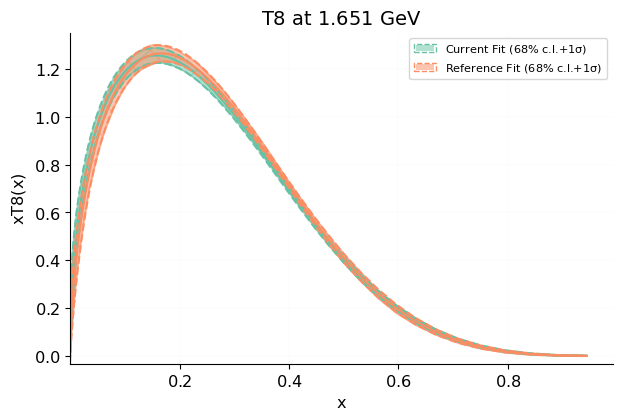 T8 at 1.651 GeV
Current Fit (68% c.l.+1σ)
Reference Fit (68% c.l.+1σ)
xT8(x)
1.2
1.0
0.8
0.6
0.4
0.2
0.0
0.2 0.4 0.6 0.8
x